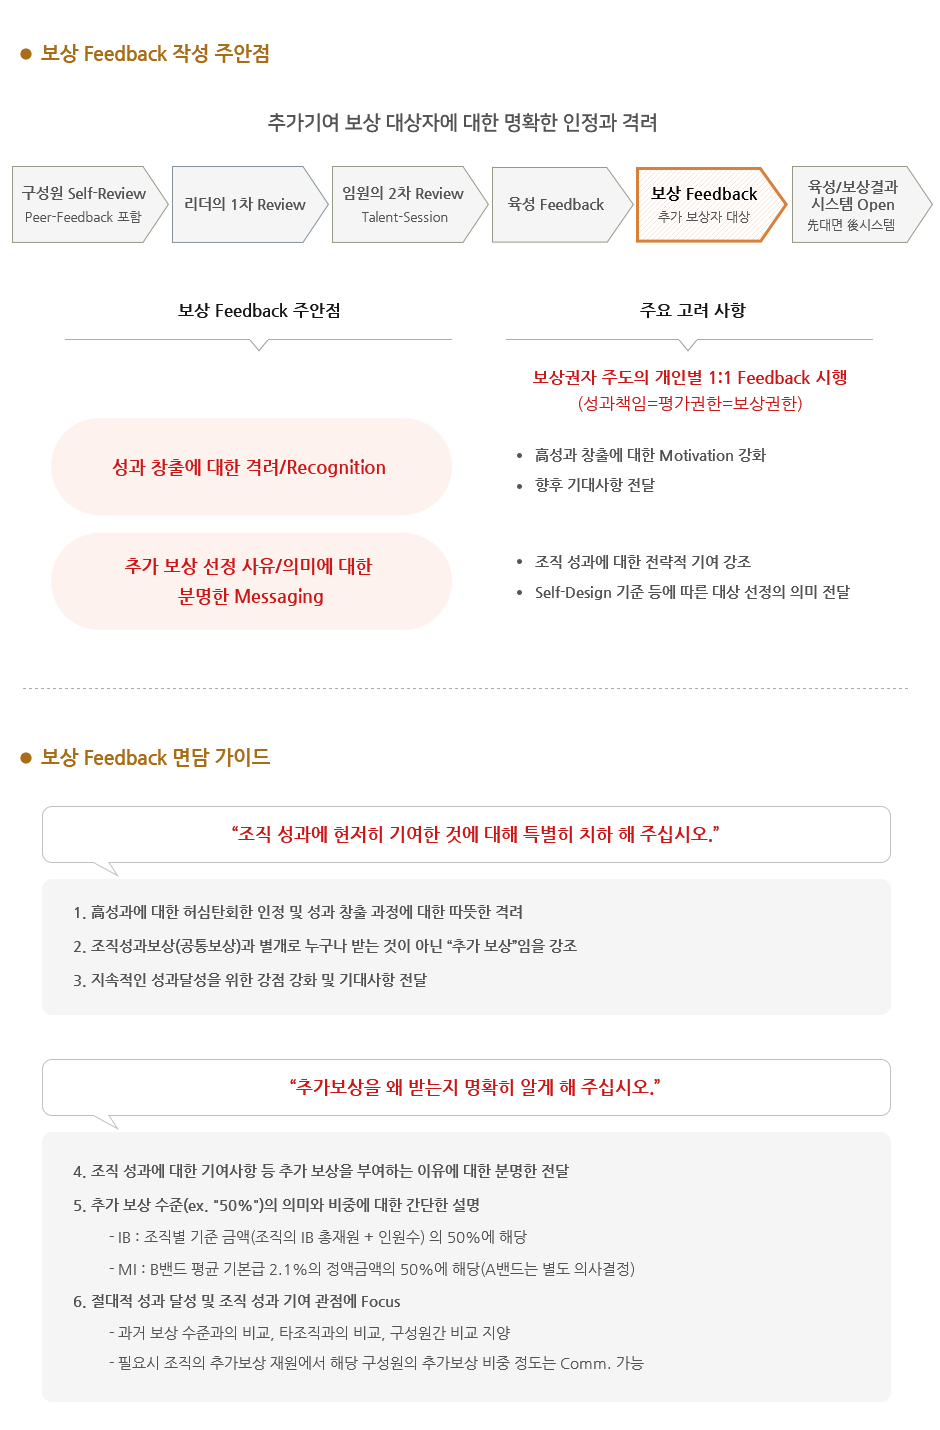 ● 보상 Feedback 작성 주안점
추가기여 보상 대상자에 대한 명확한 인정과 격려
구성원 Self-Review
Peer-Feedback 포함
리더의 1차 Review
임원의 2차 Review
Talent-Session
육성 Feedback
보상 Feedback
추가 보상자 대상
육성/보상결과
시스템 Open
先대면 後시스템
보상 Feedback 주안점
주요 고려 사항
보상권자 주도의 개인별 1:1 Feedback 시행
(성과책임=평가권한=보상권한)
성과 창출에 대한 격려/Recognition
• 高성과 창출에 대한 Motivation 강화
• 향후 기대사항 전달
추가 보상 선정 사유/의미에 대한
분명한 Messaging
• 조직 성과에 대한 전략적 기여 강조
• Self-Design 기준 등에 따른 대상 선정의 의미 전달
● 보상 Feedback 면담 가이드
“조직 성과에 현저히 기여한 것에 대해 특별히 치하 해 주십시오.”
1. 高성과에 대한 허심탄회한 인정 및 성과 창출 과정에 대한 따뜻한 격려
2. 조직성과보상(공통보상)과 별개로 누구나 받는 것이 아닌 “추가 보상”임을 강조
3. 지속적인 성과달성을 위한 강점 강화 및 기대사항 전달
“추가보상을 왜 받는지 명확히 알게 해 주십시오.”
4. 조직 성과에 대한 기여사항 등 추가 보상을 부여하는 이유에 대한 분명한 전달
5. 추가 보상 수준(ex. "50%")의 의미와 비중에 대한 간단한 설명
- IB : 조직별 기준 금액(조직의 IB 총재원 + 인원수) 의 50%에 해당
- MI : B밴드 평균 기본급 2.1%의 정액금액의 50%에 해당(A밴드는 별도 의사결정)
6. 절대적 성과 달성 및 조직 성과 기여 관점에 Focus
- 과거 보상 수준과의 비교, 타조직과의 비교, 구성원간 비교 지양
- 필요시 조직의 추가보상 재원에서 해당 구성원의 추가보상 비중 정도는 Comm. 가능